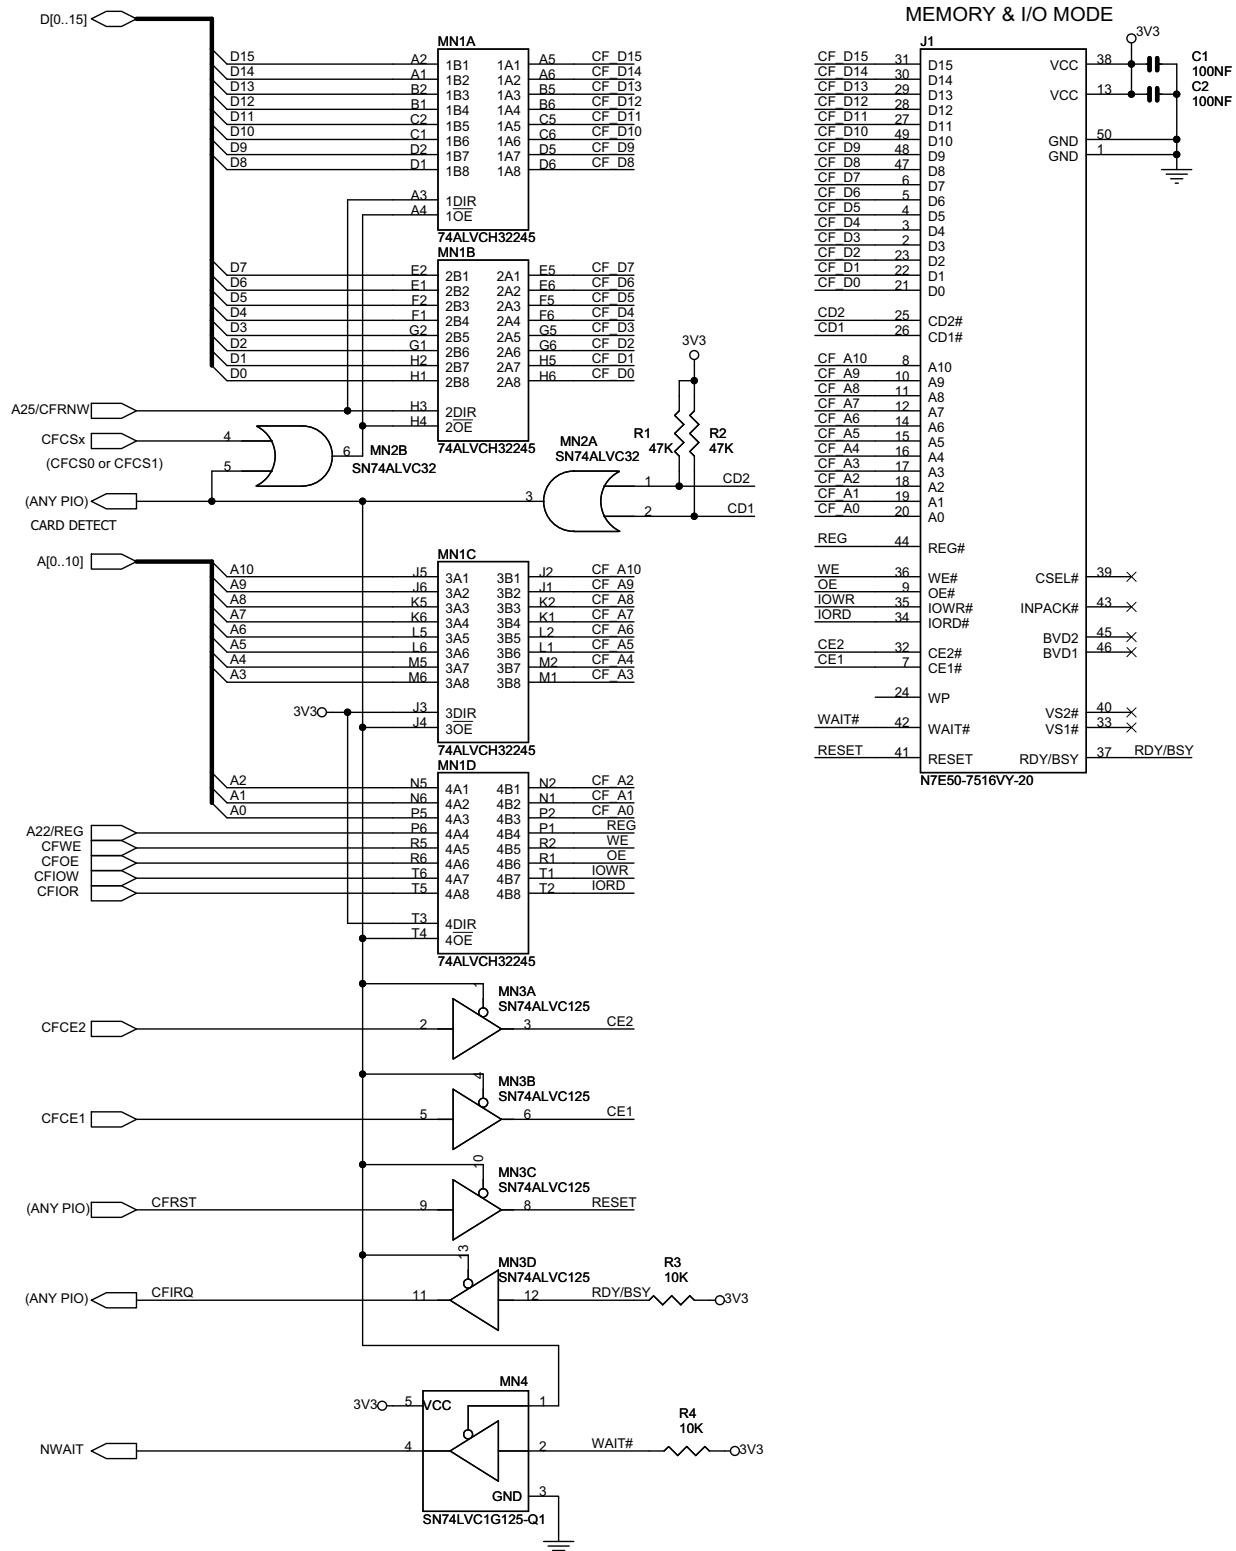 MEMORY & I/O MODE
D[0..15]
MN1A
D15 A2 1B1 1A1 A5 CF_D15
D14 A1 1B2 1A2 A6 CF_D14
D13 B2 1B3 1A3 B5 CF_D13
D12 B1 1B4 1A4 B6 CF_D12
D11 C2 1B5 1A5 C5 CF_D11
D10 C1 1B6 1A6 C6 CF_D10
D9 D2 1B7 1A7 D5 CF_D9
D8 D1 1B8 1A8 D6 CF_D8
A3 1DIR
A4 1OE
74ALVCH32245
MN1B
D7 E2 2B1 2A1 E5 CF_D7
D6 E1 2B2 2A2 E6 CF_D6
D5 F2 2B3 2A3 F5 CF_D5
D4 F1 2B4 2A4 F6 CF_D4
D3 G2 2B5 2A5 G5 CF_D3
D2 G1 2B6 2A6 G6 CF_D2
D1 H2 2B7 2A7 H5 CF_D1
D0 H1 2B8 2A8 H6 CF_D0
A25/CFRNW H3 2DIR
H4 2OE
74ALVCH32245
CFCSx 4
(CFCS0 or CFCS1) 5
6 MN2B
SN74ALVC32
(ANY PIO)
CARD DETECT
3V3
R1
47K
R2
47K
MN2A
SN74ALVC32
3
1 CD2
2 CD1
A[0..10]
MN1C
A10 J5 3A1 3B1 J2 CF_A10
A9 J6 3A2 3B2 J1 CF_A9
A8 K5 3A3 3B3 K2 CF_A8
A7 K6 3A4 3B4 K1 CF_A7
A6 L5 3A5 3B5 L2 CF_A6
A5 L6 3A6 3B6 L1 CF_A5
A4 M5 3A7 3B7 M2 CF_A4
A3 M6 3A8 3B8 M1 CF_A3
3V3 J3 3DIR
J4 3OE
74ALVCH32245
MN1D
A2 N5 4A1 4B1 N2 CF_A2
A1 N6 4A2 4B2 N1 CF_A1
A0 P5 4A3 4B3 P2 CF_A0
A22/REG P6 4A4 4B4 P1 REG
CFWE R5 4A5 4B5 R2 WE
CFOE R6 4A6 4B6 R1 OE
CFIOW T6 4A7 4B7 T1 IOWR
CFIOR T5 4A8 4B8 T2 IORD
T3 4DIR
T4 4OE
74ALVCH32245
1 MN3A
SN74ALVC125
CFCE2 2 3 CE2
4 MN3B
SN74ALVC125
CFCE1 5 6 CE1
10 MN3C
SN74ALVC125
(ANY PIO) CFRST 9 8 RESET
13 MN3D
SN74ALVC125
R3
10K
(ANY PIO) CFIRQ 11 12 RDY/BSY 3V3
MN4
3V3 5 VCC 1
R4
10K
NWAIT 4 2 WAIT# 3V3
GND 3
SN74LVC1G125-Q1
J1
3V3
CF_D15 31 D15 VCC 38
C1
100NF
CF_D14 30 D14
CF_D13 29 D13 VCC 13
C2
100NF
CF_D12 28 D12
CF_D11 27 D11
CF_D10 49 D10 GND 50
CF_D9 48 D9 GND 1
CF_D8 47 D8
CF_D7 6 D7
CF_D6 5 D6
CF_D5 4 D5
CF_D4 3 D4
CF_D3 2 D3
CF_D2 23 D2
CF_D1 22 D1
CF_D0 21 D0
CD2 25 CD2#
CD1 26 CD1#
CF_A10 8 A10
CF_A9 10 A9
CF_A8 11 A8
CF_A7 12 A7
CF_A6 14 A6
CF_A5 15 A5
CF_A4 16 A4
CF_A3 17 A3
CF_A2 18 A2
CF_A1 19 A1
CF_A0 20 A0
REG 44 REG#
WE 36 WE# CSEL# 39
OE 9 OE#
IOWR 35 IOWR# INPACK# 43
IORD 34 IORD#
BVD2 45
CE2 32 CE2# BVD1 46
CE1 7 CE1#
24 WP
VS2# 40
WAIT# 42 WAIT# VS1# 33
RESET 41 RESET RDY/BSY 37 RDY/BSY
N7E50-7516VY-20